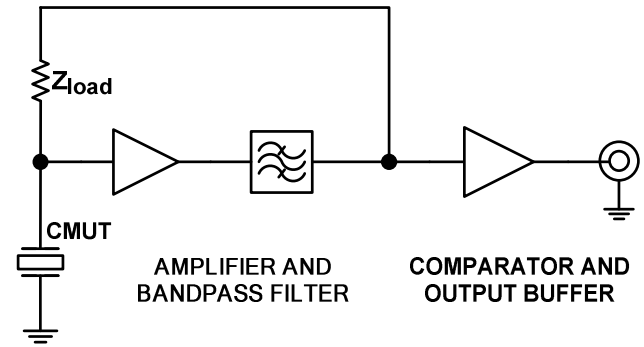 Zload
CMUT
AMPLIFIER AND
BANDPASS FILTER
COMPARATOR AND
OUTPUT BUFFER